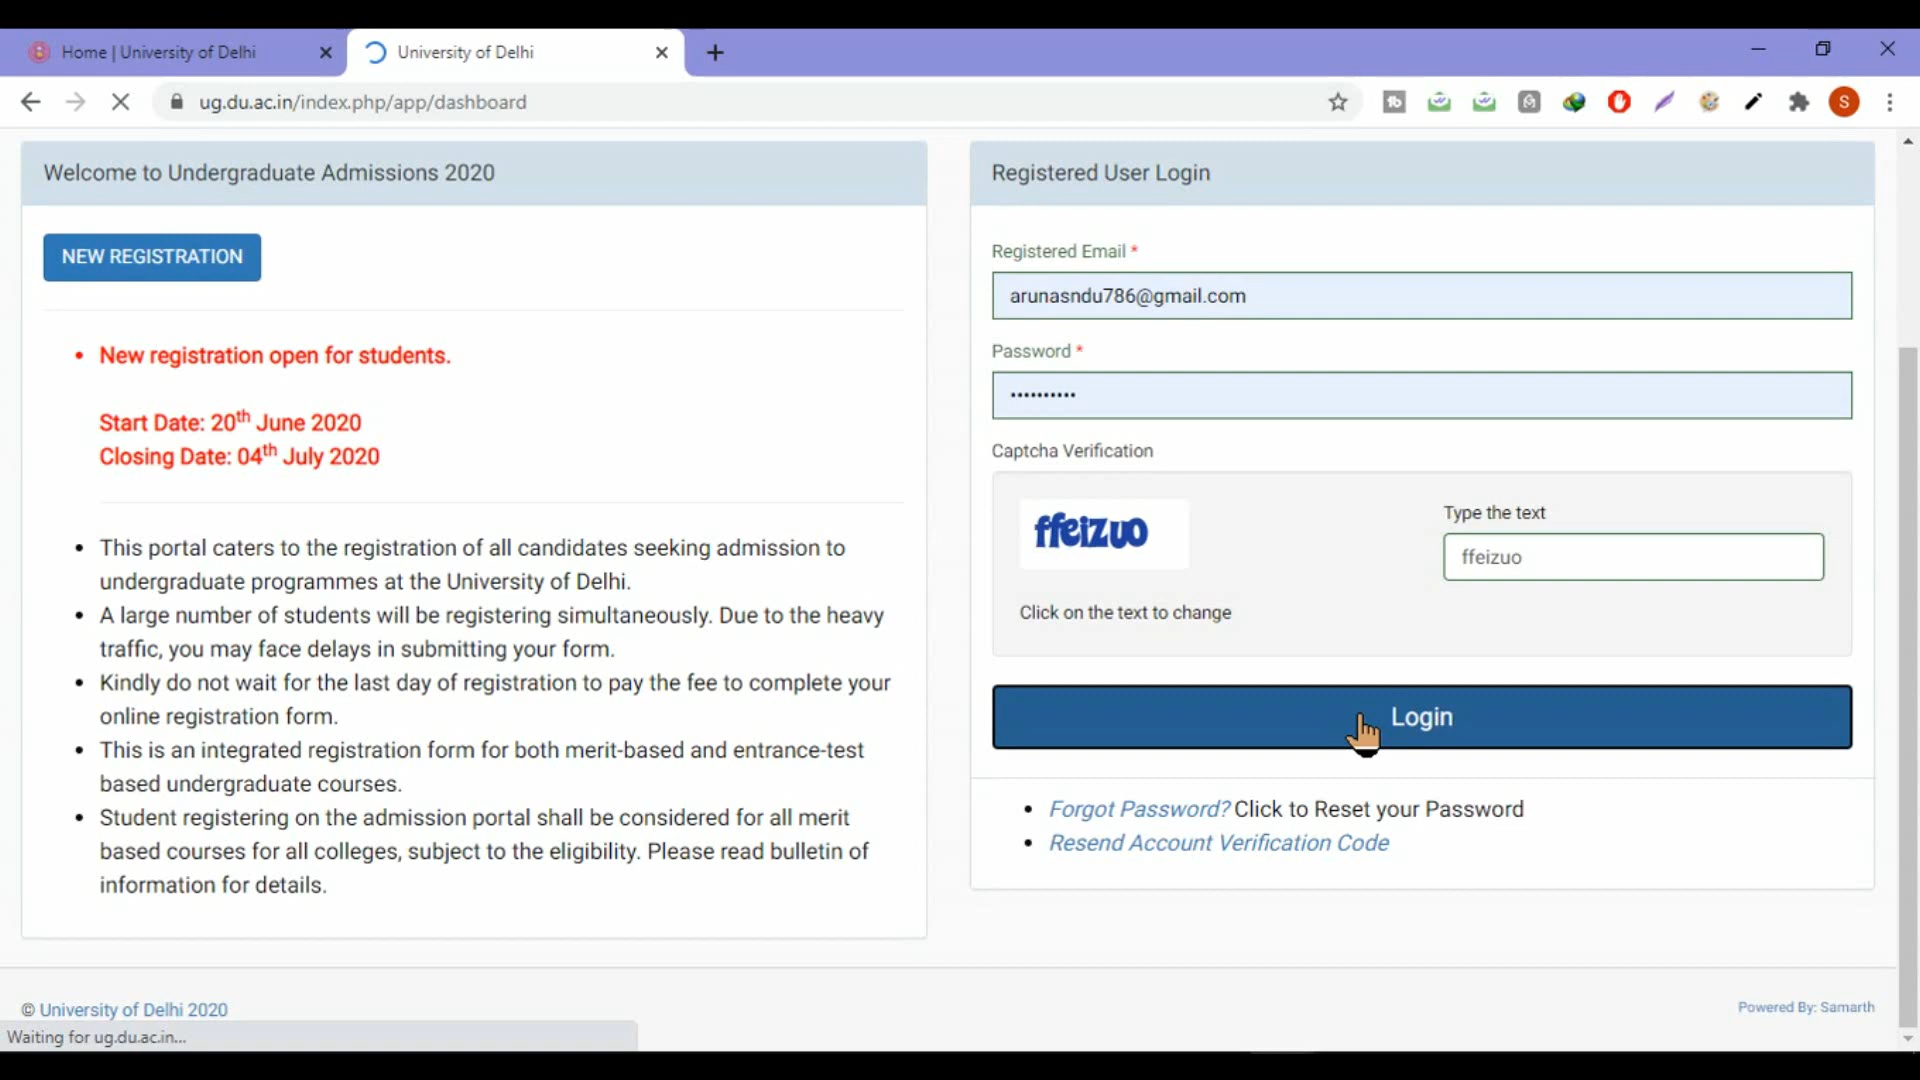 Home | University of Delhi
University of Delhi
ug.du.ac.in/index.php/app/dashboard
S
Welcome to Undergraduate Admissions 2020
NEW REGISTRATION
New registration open for students.
Start Date: 20th June 2020
Closing Date: 04th July 2020
This portal caters to the registration of all candidates seeking admission to
undergraduate programmes at the University of Delhi.
A large number of students will be registering simultaneously. Due to the heavy
traffic, you may face delays in submitting your form.
Kindly do not wait for the last day of registration to pay the fee to complete your
online registration form.
This is an integrated registration form for both merit-based and entrance-test
based undergraduate courses.
Student registering on the admission portal shall be considered for all merit
based courses for all colleges, subject to the eligibility. Please read bulletin of
information for details.
Registered User Login
Registered Email *
arunasndu786@gmail.com
Password *
••••••••••
Captcha Verification
ffeizuo
Type the text
ffeizuo
Click on the text to change
Login
Forgot Password? Click to Reset your Password
Resend Account Verification Code
© University of Delhi 2020
Powered By: Samarth
Waiting for ug.du.ac.in...